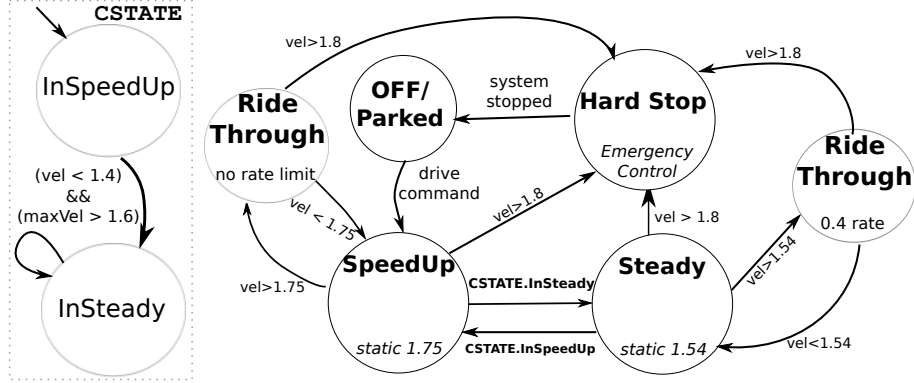 CSTATE
InSpeedUp
(vel < 1.4)
&&
(maxVel > 1.6)
InSteady
vel>1.8
Ride
Through
no rate limit
OFF/
Parked
system
stopped
Hard Stop
Emergency
Control
vel>1.8
Ride
Through
0.4 rate
drive
command
vel < 1.75
vel>1.8
vel > 1.8
vel>1.54
vel>1.75
SpeedUp
static 1.75
CSTATE.InSteady
CSTATE.InSpeedUp
Steady
static 1.54
vel<1.54